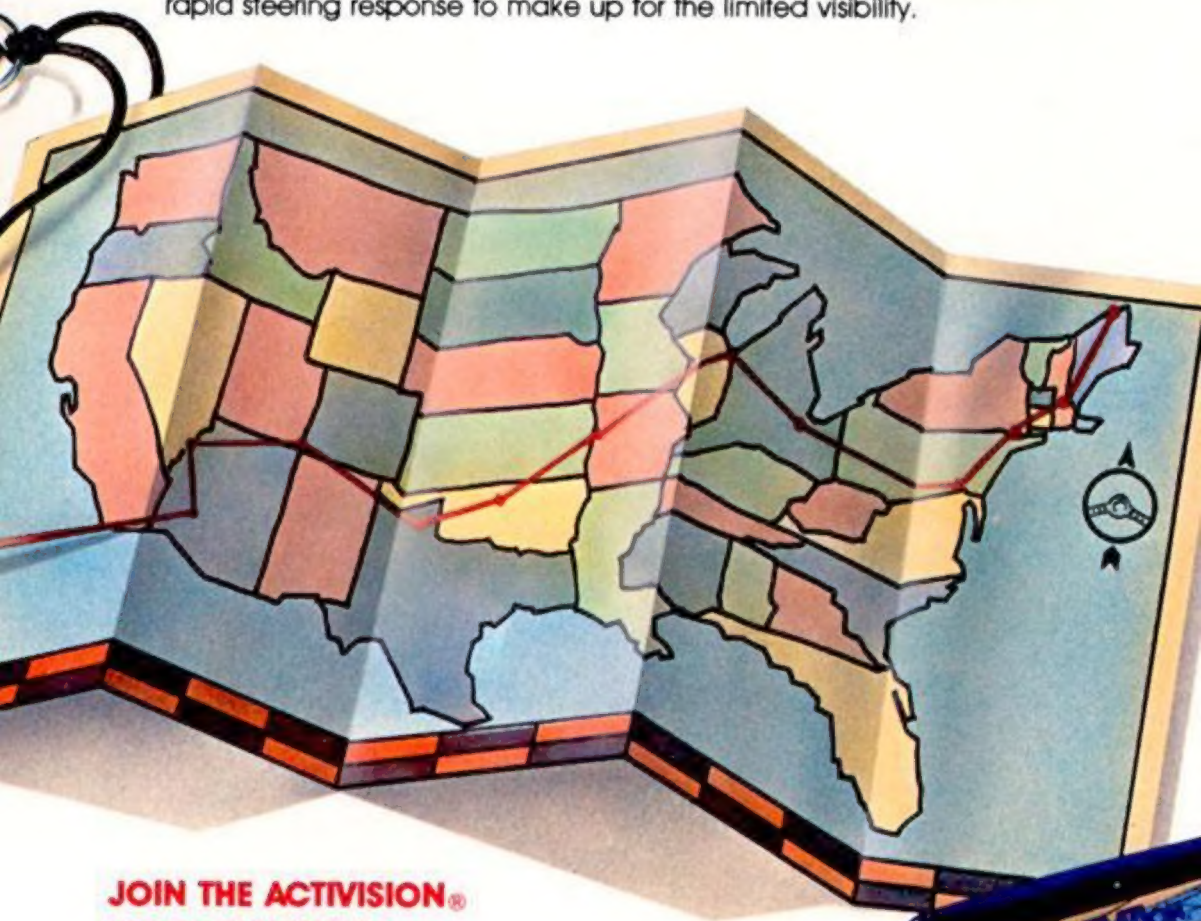 rapid steering response to make up for the limited visibility.
JOIN THE ACTIVISION®